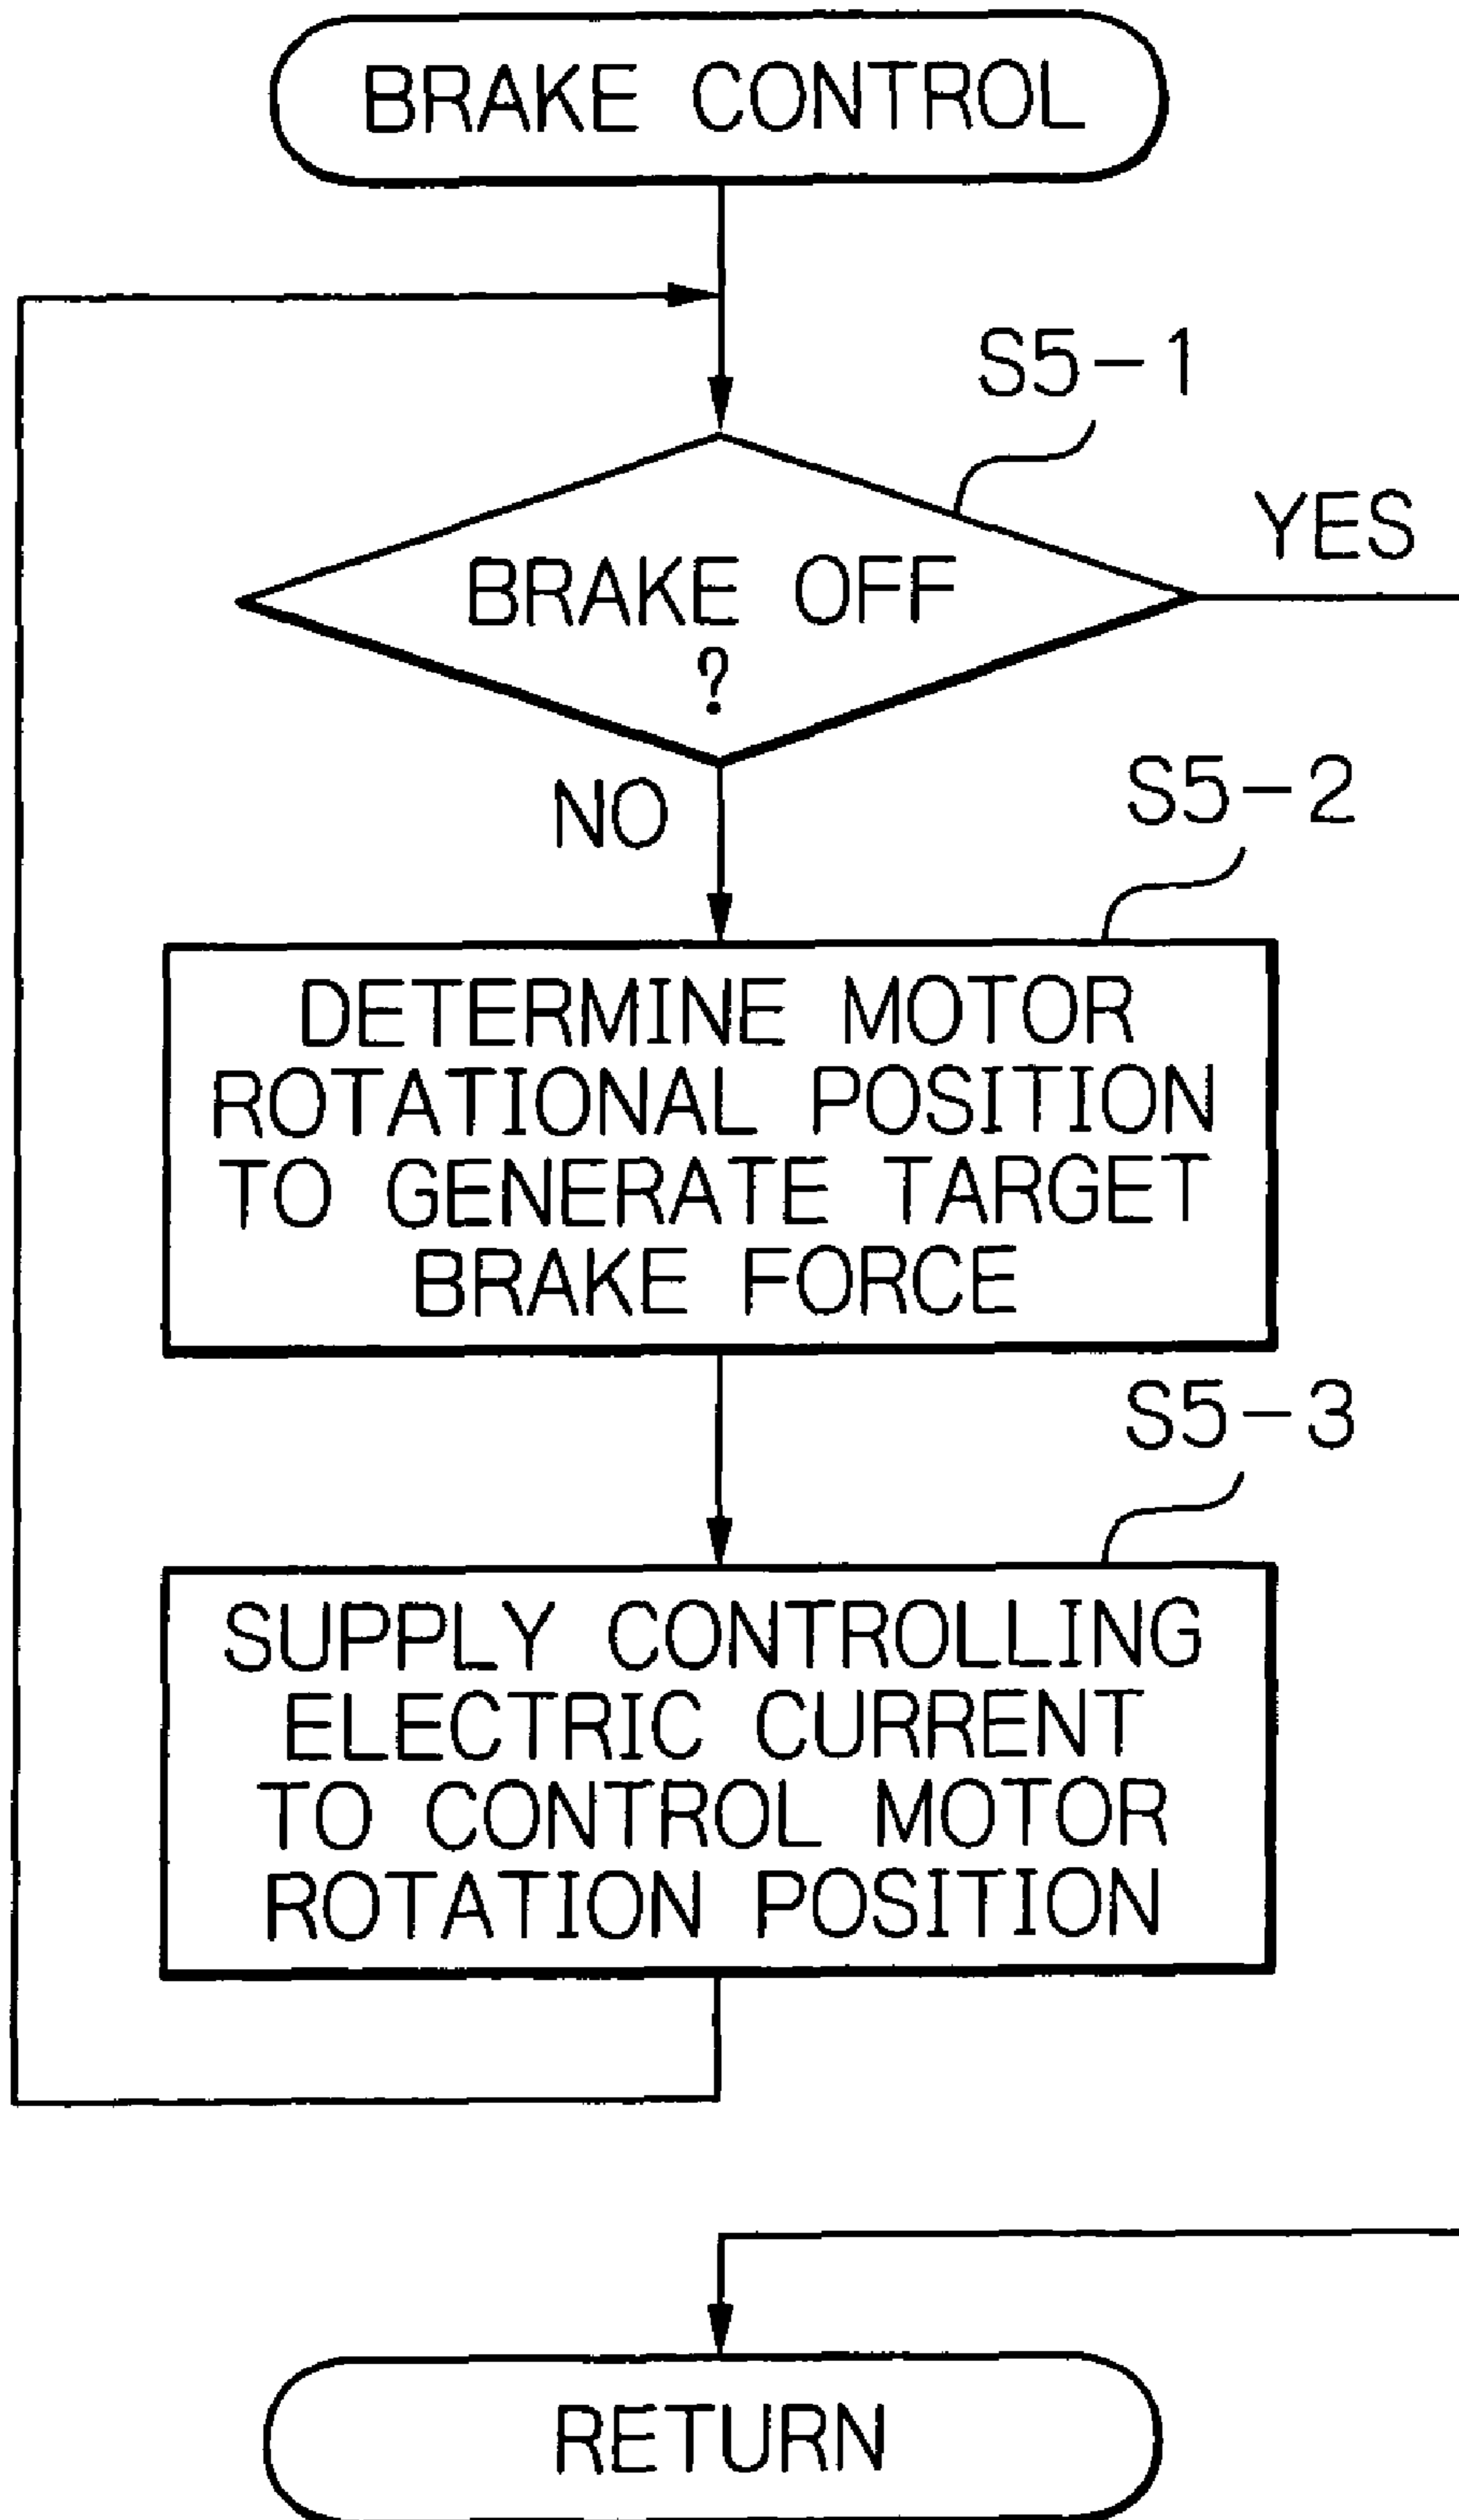 BRAKE CONTROL
S5-1
YES
BRAKE OFF
?
NO
S5-2
DETERMINE MOTOR
ROTATIONAL POSITION
TO GENERATE TARGET
BRAKE FORCE
S5-3
SUPPLY CONTROLLING
ELECTRIC CURRENT
TO CONTROL MOTOR
ROTATION POSITION
RETURN